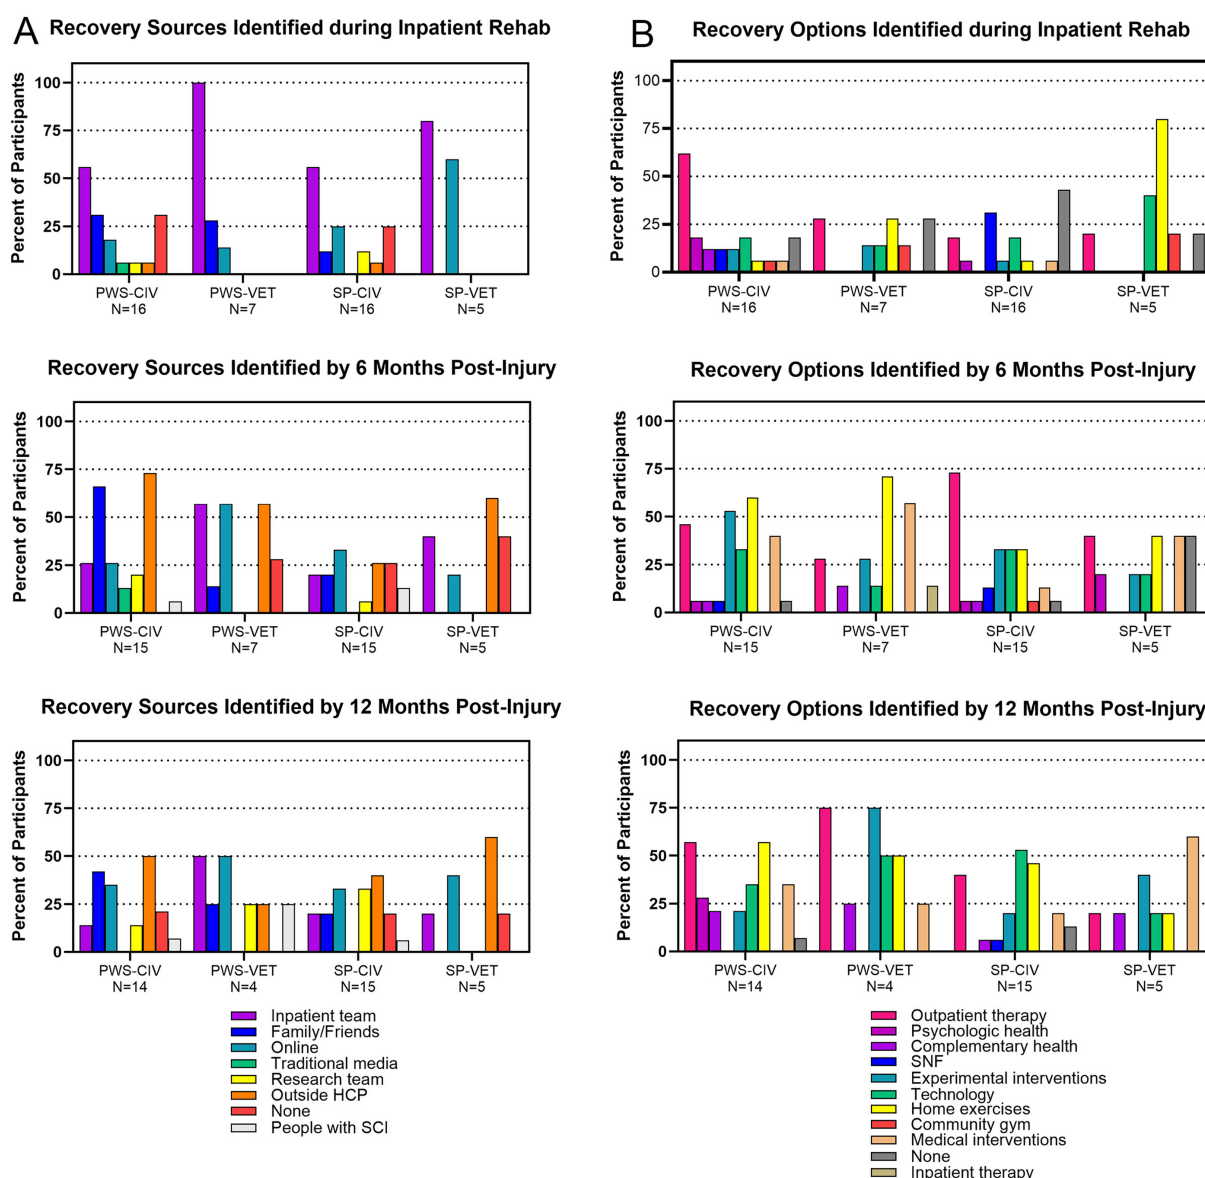 A Recovery Sources Identified during Inpatient Rehab
Percent of Participants
100
75
50
25
0
PWS-CIV PWS-VET SP-CIV SP-VET
N=16 N=7 N=16 N=5
Recovery Sources Identified by 6 Months Post-Injury
Percent of Participants
100
75
50
25
0
PWS-CIV PWS-VET SP-CIV SP-VET
N=15 N=7 N=15 N=5
Recovery Sources Identified by 12 Months Post-Injury
Percent of Participants
100
75
50
25
0
PWS-CIV PWS-VET SP-CIV SP-VET
N=14 N=4 N=15 N=5
Inpatient team
Family/Friends
Online
Traditional media
Research team
Outside HCP
None
People with SCI
B Recovery Options Identified during Inpatient Rehab
Percent of Participants
100
75
50
25
0
PWS-CIV PWS-VET SP-CIV SP-VET
N=16 N=7 N=16 N=5
Recovery Options Identified by 6 Months Post-Injury
Percent of Participants
100
75
50
25
0
PWS-CIV PWS-VET SP-CIV SP-VET
N=15 N=7 N=15 N=5
Recovery Options Identified by 12 Months Post-Injury
Percent of Participants
100
75
50
25
0
PWS-CIV PWS-VET SP-CIV SP-VET
N=14 N=4 N=15 N=5
Outpatient therapy
Psychologic health
Complementary health
SNF
Experimental interventions
Technology
Home exercises
Community gym
Medical interventions
None
Inpatient therapy